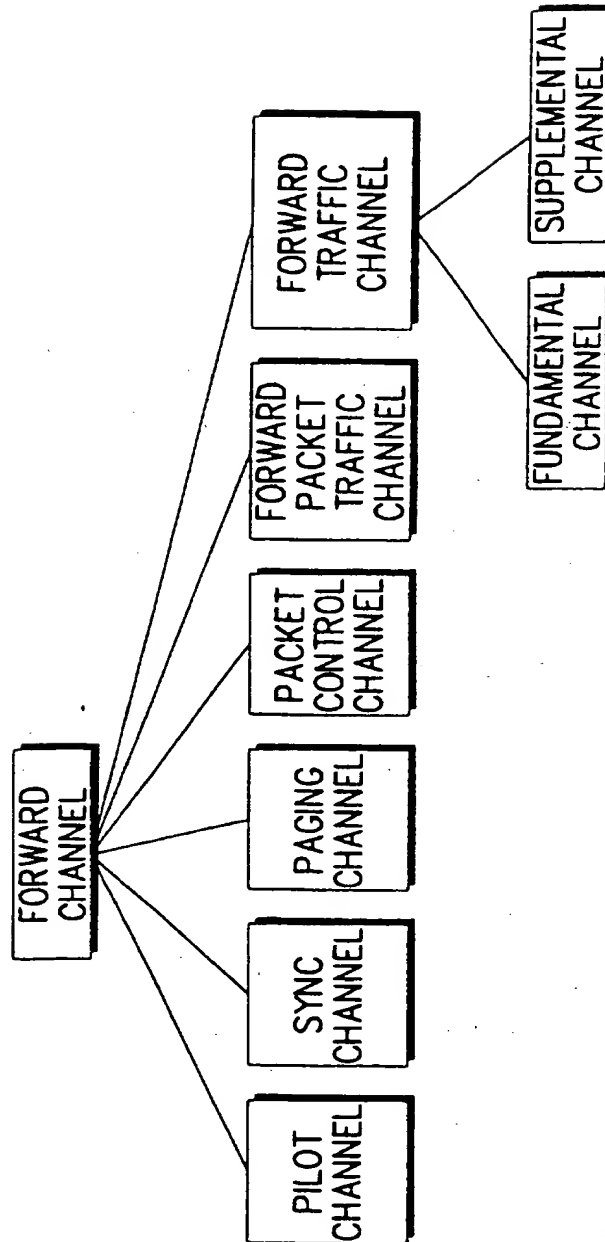 FORWARD
CHANNEL
PILOT
CHANNEL
SYNC
CHANNEL
PAGING
CHANNEL
PACKET
CONTROL
CHANNEL
FORWARD
PACKET
TRAFFIC
CHANNEL
FORWARD
TRAFFIC
CHANNEL
FUNDAMENTAL
CHANNEL
SUPPLEMENTAL
CHANNEL